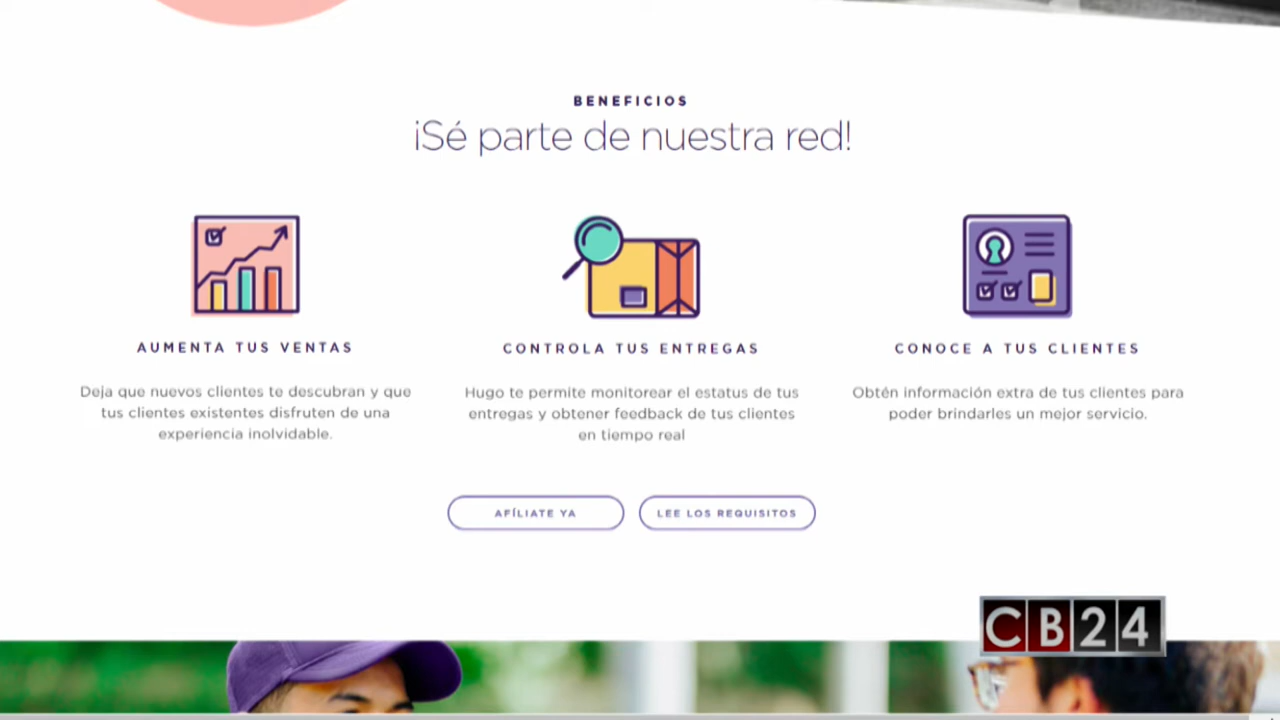 BENEFICIOS
¡Sé parte de nuestra red!
AUMENTA TUS VENTAS
Deja que nuevos clientes te descubran y que
tus clientes existentes disfruten de una
experiencia inolvidable.
CONTROLA TUS ENTREGAS
Hugo te permite monitorear el estatus de tus
entregas y obtener feedback de tus clientes
en tiempo real
CONOCE A TUS CLIENTES
Obtén información extra de tus clientes para
poder brindarles un mejor servicio.
AFÍLIATE YA
LEE LOS REQUISITOS
CB24